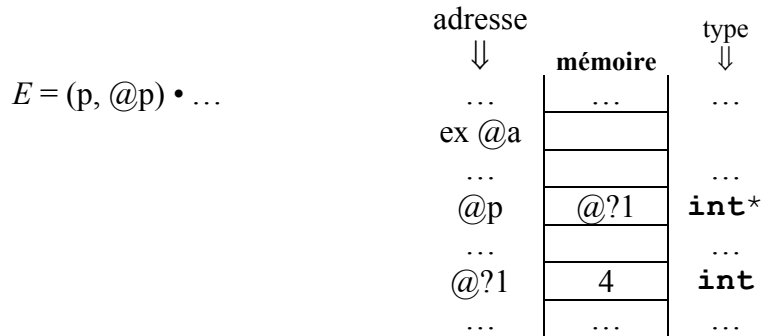 adresse type
⇓ mémoire ⇓
E = (p, @p) • …
… … …
ex @a
… …
@p @?1 int*
… …
@?1 4 int
… … …